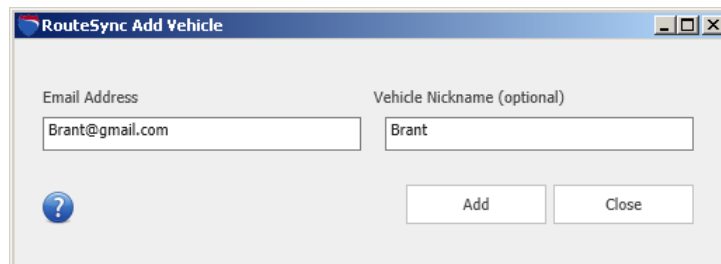 RouteSync Add Vehicle
Email Address
Vehicle Nickname (optional)
Brant@gmail.com
Brant
?
Add
Close